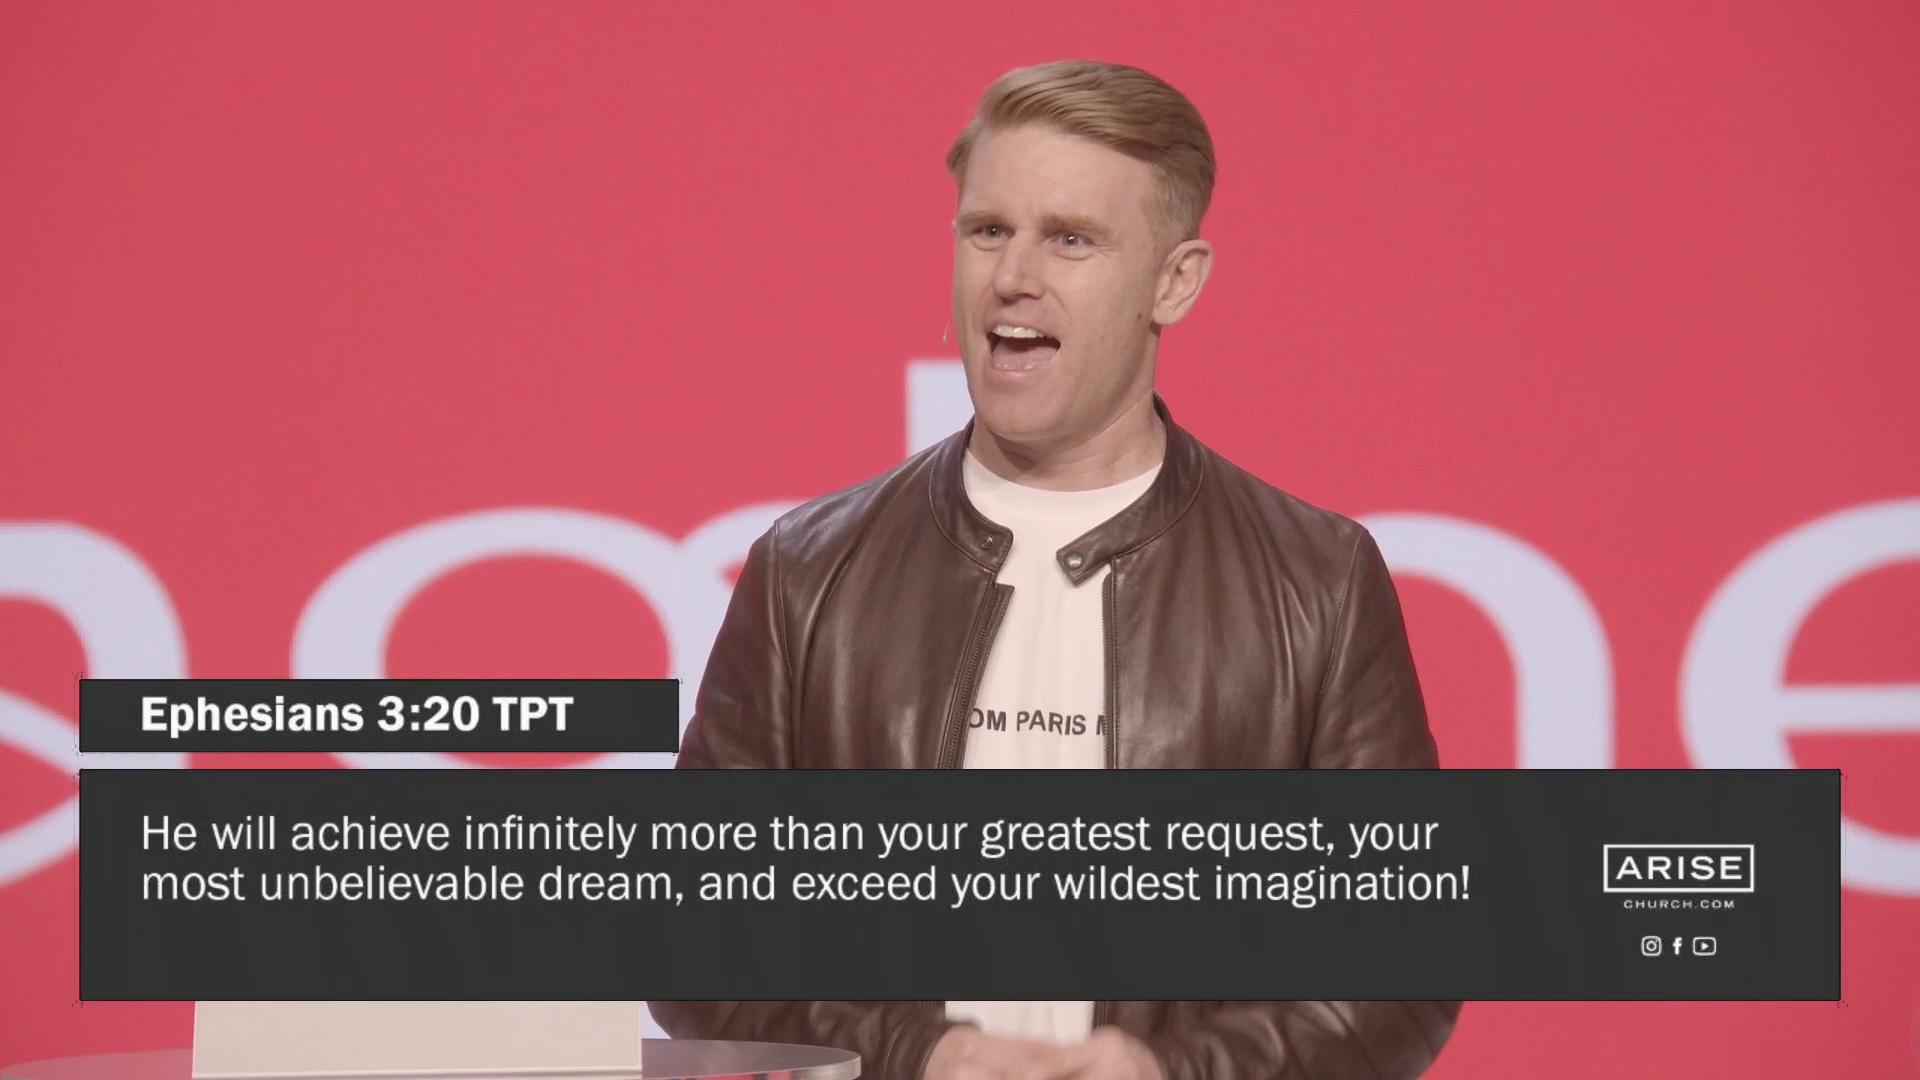 OM PARIS
Ephesians 3:20 TPT
He will achieve infinitely more than your greatest request, your
most unbelievable dream, and exceed your wildest imagination!
ARISE
CHURCH.COM